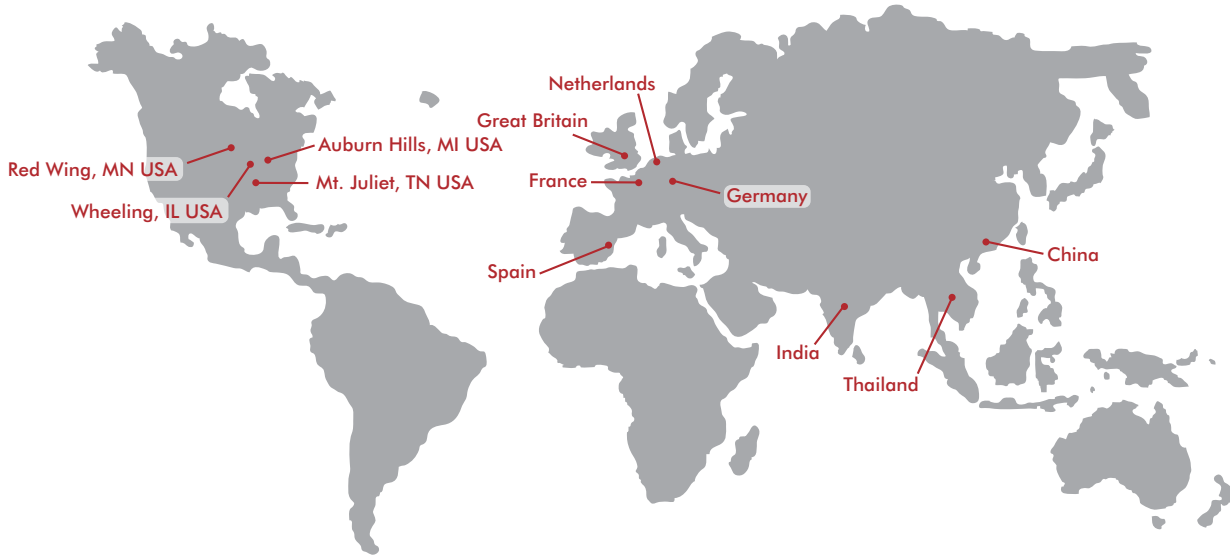 Netherlands
Great Britain
Auburn Hills, MI USA
Red Wing, MN USA
Mt. Juliet, TN USA
France
Germany
Wheeling, IL USA
China
Spain
India
Thailand